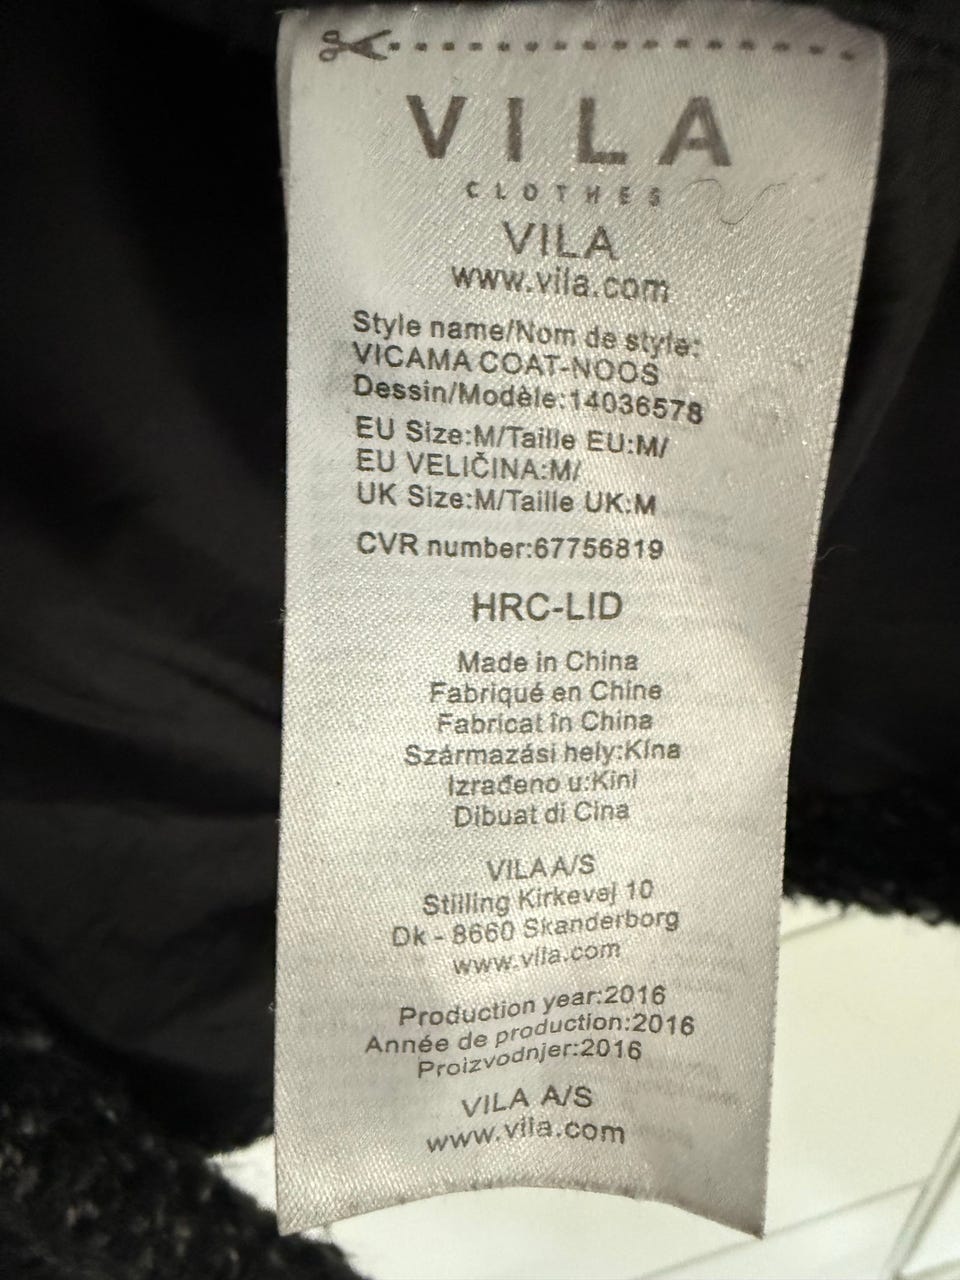 VILA
CLOTHES
VILA
www.vila.com
Style name/Nom de style:
VICAMA COAT-NOOS
Dessin/Modèle:14036578
EU Size:M/Taille EU:M/
EU VELIČINA:M/
UK Size:M/Taille UK:M
CVR number:67756819
HRC-LID
Made in China
Fabriqué en Chine
Fabricat în China
Származási hely:Kína
Izrađeno u:Kini
Dibuat di Cina
VILA A/S
Stilling Kirkevej 10
Dk - 8660 Skanderborg
www.vila.com
Production year:2016
Année de production:2016
Proizvodnjer:2016
VILA A/S
www.vila.com